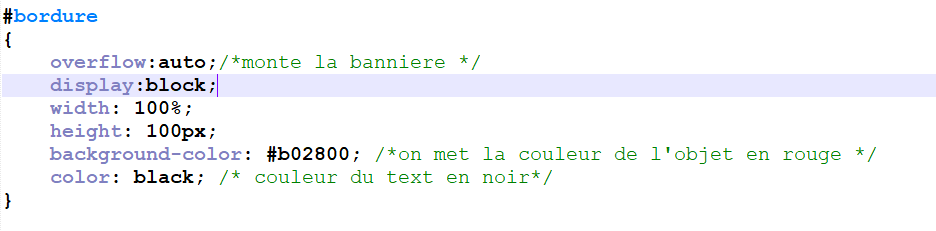 #bordure
{
overflow:auto;/*monte la banniere */
display:block;
width: 100%;
height: 100px;
background-color: #b02800; /*on met la couleur de l'objet en rouge */
color: black; /* couleur du text en noir*/
}